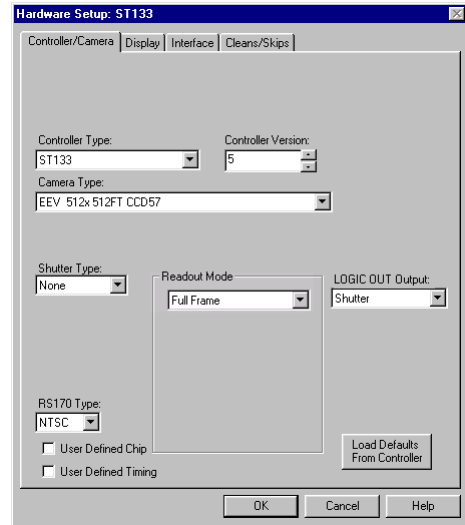 Hardware Setup: ST133
Controller/Camera Display Interface Cleans/Skips
Controller Type: Controller Version:
ST133 5
Camera Type:
EEV 512x512FT CCD57
Shutter Type: Readout Mode LOGIC OUT Output:
None Full Frame Shutter
RS170 Type:
NTSC
User Defined Chip
User Defined Timing
Load Defaults
From Controller
OK Cancel Help